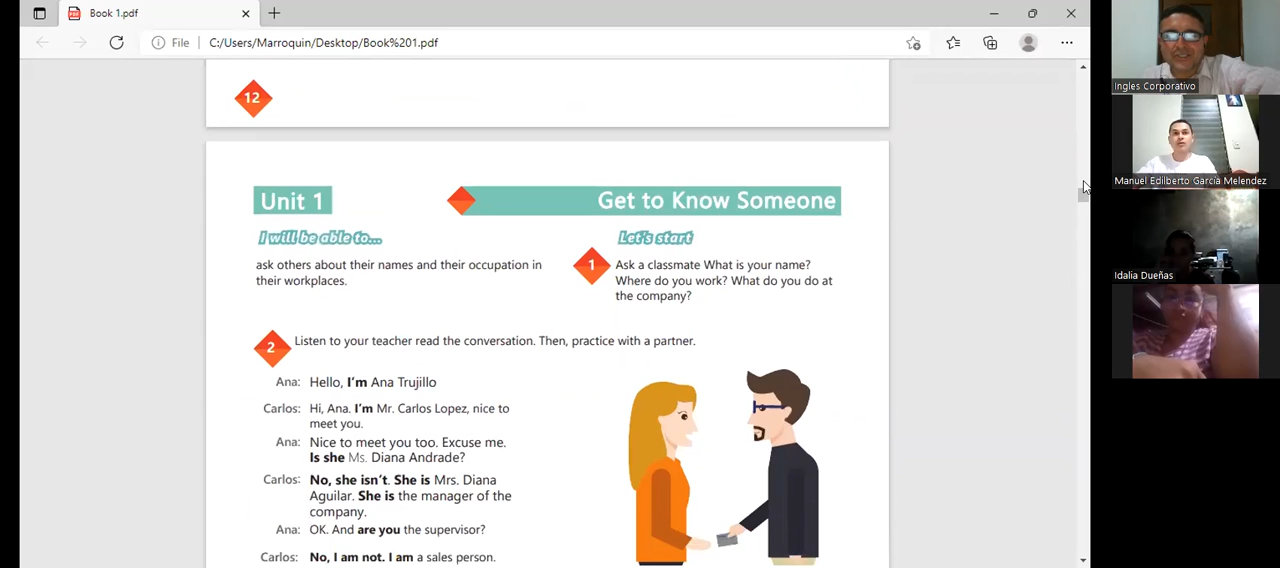 Book 1.pdf
File
C:/Users/Marroquin/Desktop/Book%201.pdf
12
Unit 1
Get to Know Someone
I will be able to...
ask others about their names and their occupation in
their workplaces.
Let's start
1
Ask a classmate What is your name?
Where do you work? What do you do at
the company?
2
Listen to your teacher read the conversation. Then, practice with a partner.
Ana: Hello, I'm Ana Trujillo
Carlos: Hi, Ana. I'm Mr. Carlos Lopez, nice to
meet you.
Ana: Nice to meet you too. Excuse me.
Is she Ms. Diana Andrade?
Carlos: No, she isn't. She is Mrs. Diana
Aguilar. She is the manager of the
company.
Ana: OK. And are you the supervisor?
Carlos: No, I am not. I am a sales person.
Ingles Corporativo
Manuel Edilberto García Melendez
Idalia Dueñas